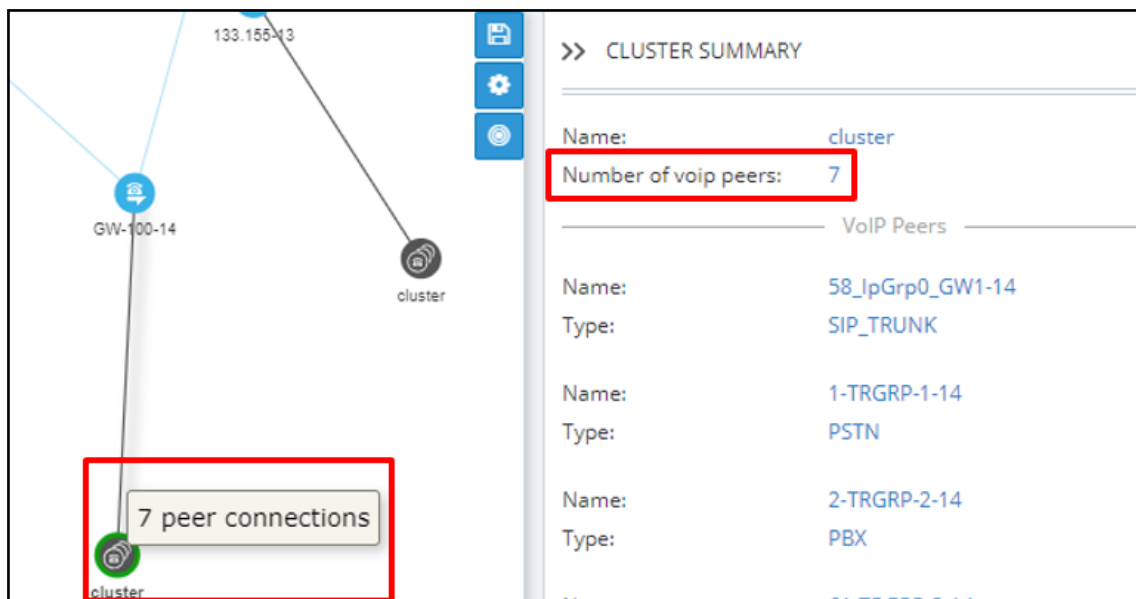 133.155-13
GW-100-14
cluster
7 peer connections
cluster
>> CLUSTER SUMMARY
Name: cluster
Number of voip peers: 7
VoIP Peers
Name: 58_IpGrp0_GW1-14
Type: SIP_TRUNK
Name: 1-TRGRP-1-14
Type: PSTN
Name: 2-TRGRP-2-14
Type: PBX